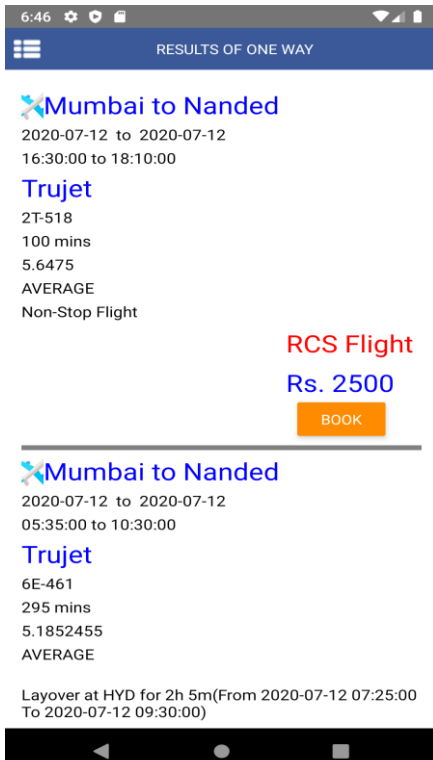 6:46
RESULTS OF ONE WAY
Mumbai to Nanded
2020-07-12 to 2020-07-12
16:30:00 to 18:10:00
Trujet
2T-518
100 mins
5.6475
AVERAGE
Non-Stop Flight
RCS Flight
Rs. 2500
BOOK
Mumbai to Nanded
2020-07-12 to 2020-07-12
05:35:00 to 10:30:00
Trujet
6E-461
295 mins
5.1852455
AVERAGE
Layover at HYD for 2h 5m(From 2020-07-12 07:25:00
To 2020-07-12 09:30:00)